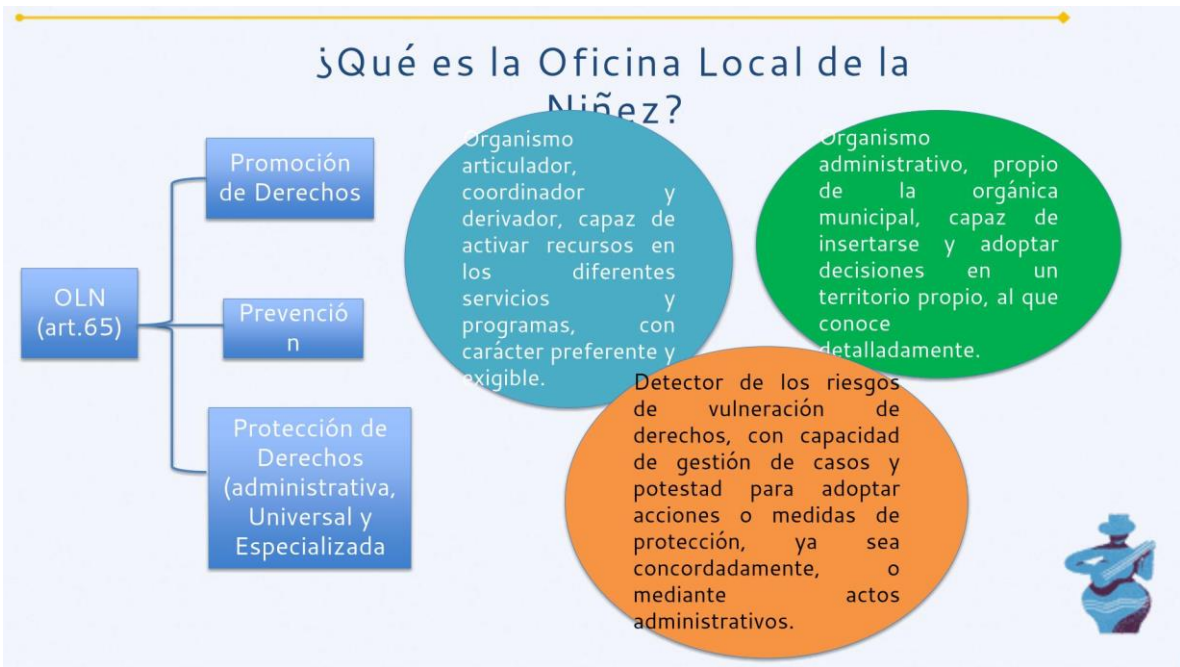 ¿Qué es la Oficina Local de la
Niñez?
OLN
(art.65)
Promoción
de Derechos
Prevenció
n
Protección de
Derechos
(administrativa,
Universal y
Especializada
Organismo
articulador,
coordinador y
derivador, capaz de
activar recursos en
los diferentes
servicios y
programas, con
carácter preferente y
exigible.
Organismo
administrativo, propio
de la orgánica
municipal, capaz de
insertarse y adoptar
decisiones en un
territorio propio, al que
conoce
detalladamente.
Detector de los riesgos
de vulneración de
derechos, con capacidad
de gestión de casos y
potestad para adoptar
acciones o medidas de
protección, ya sea
concordadamente, o
mediante actos
administrativos.